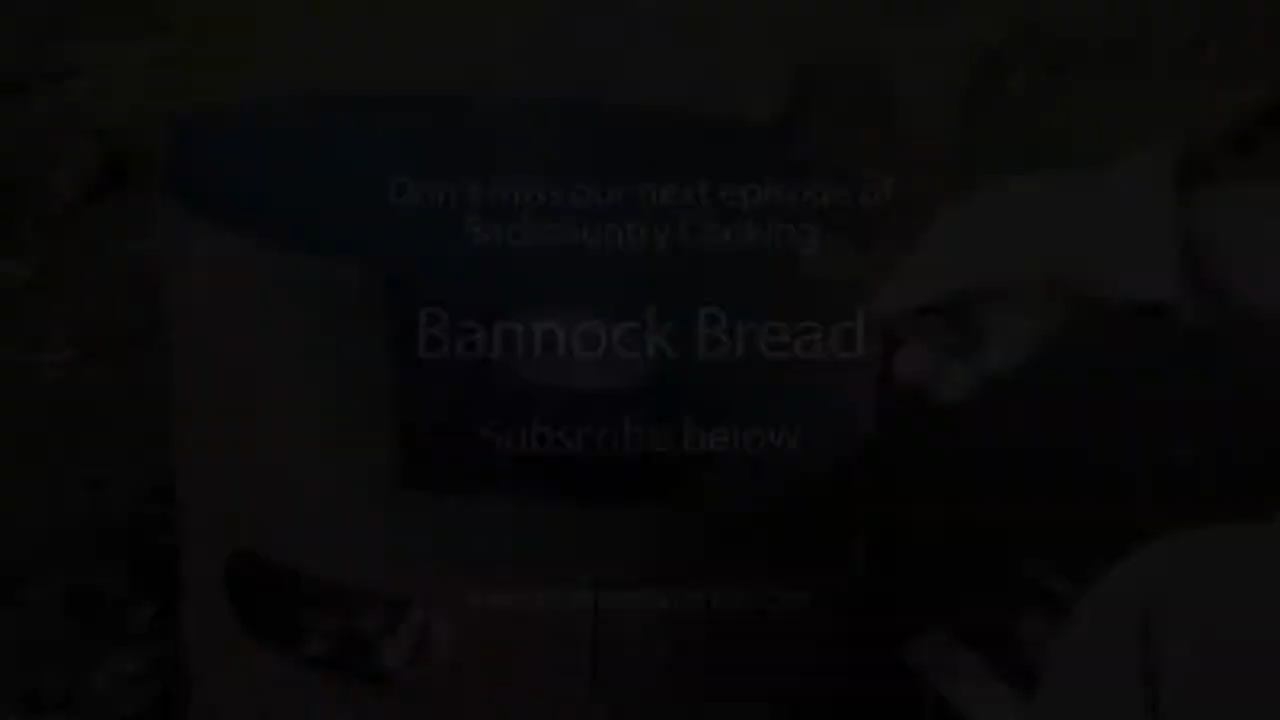 Don't miss our next episode of
Backcountry Cooking
Bannock Bread
Subscribe below